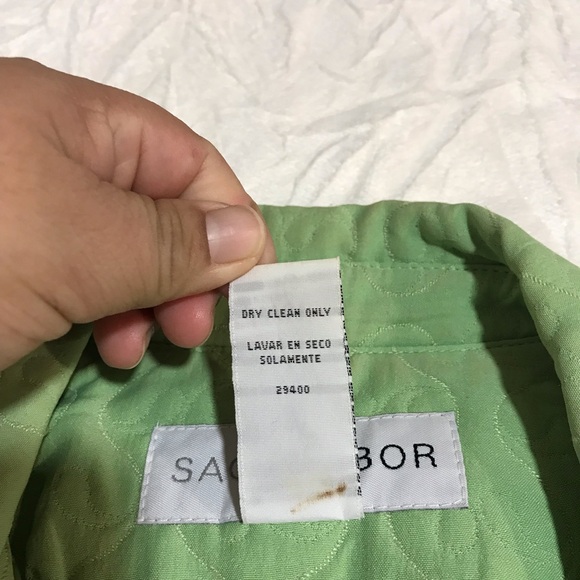 DRY CLEAN ONLY
LAVAR EN SECO
SOLAMENTE
29400
SAG BOR